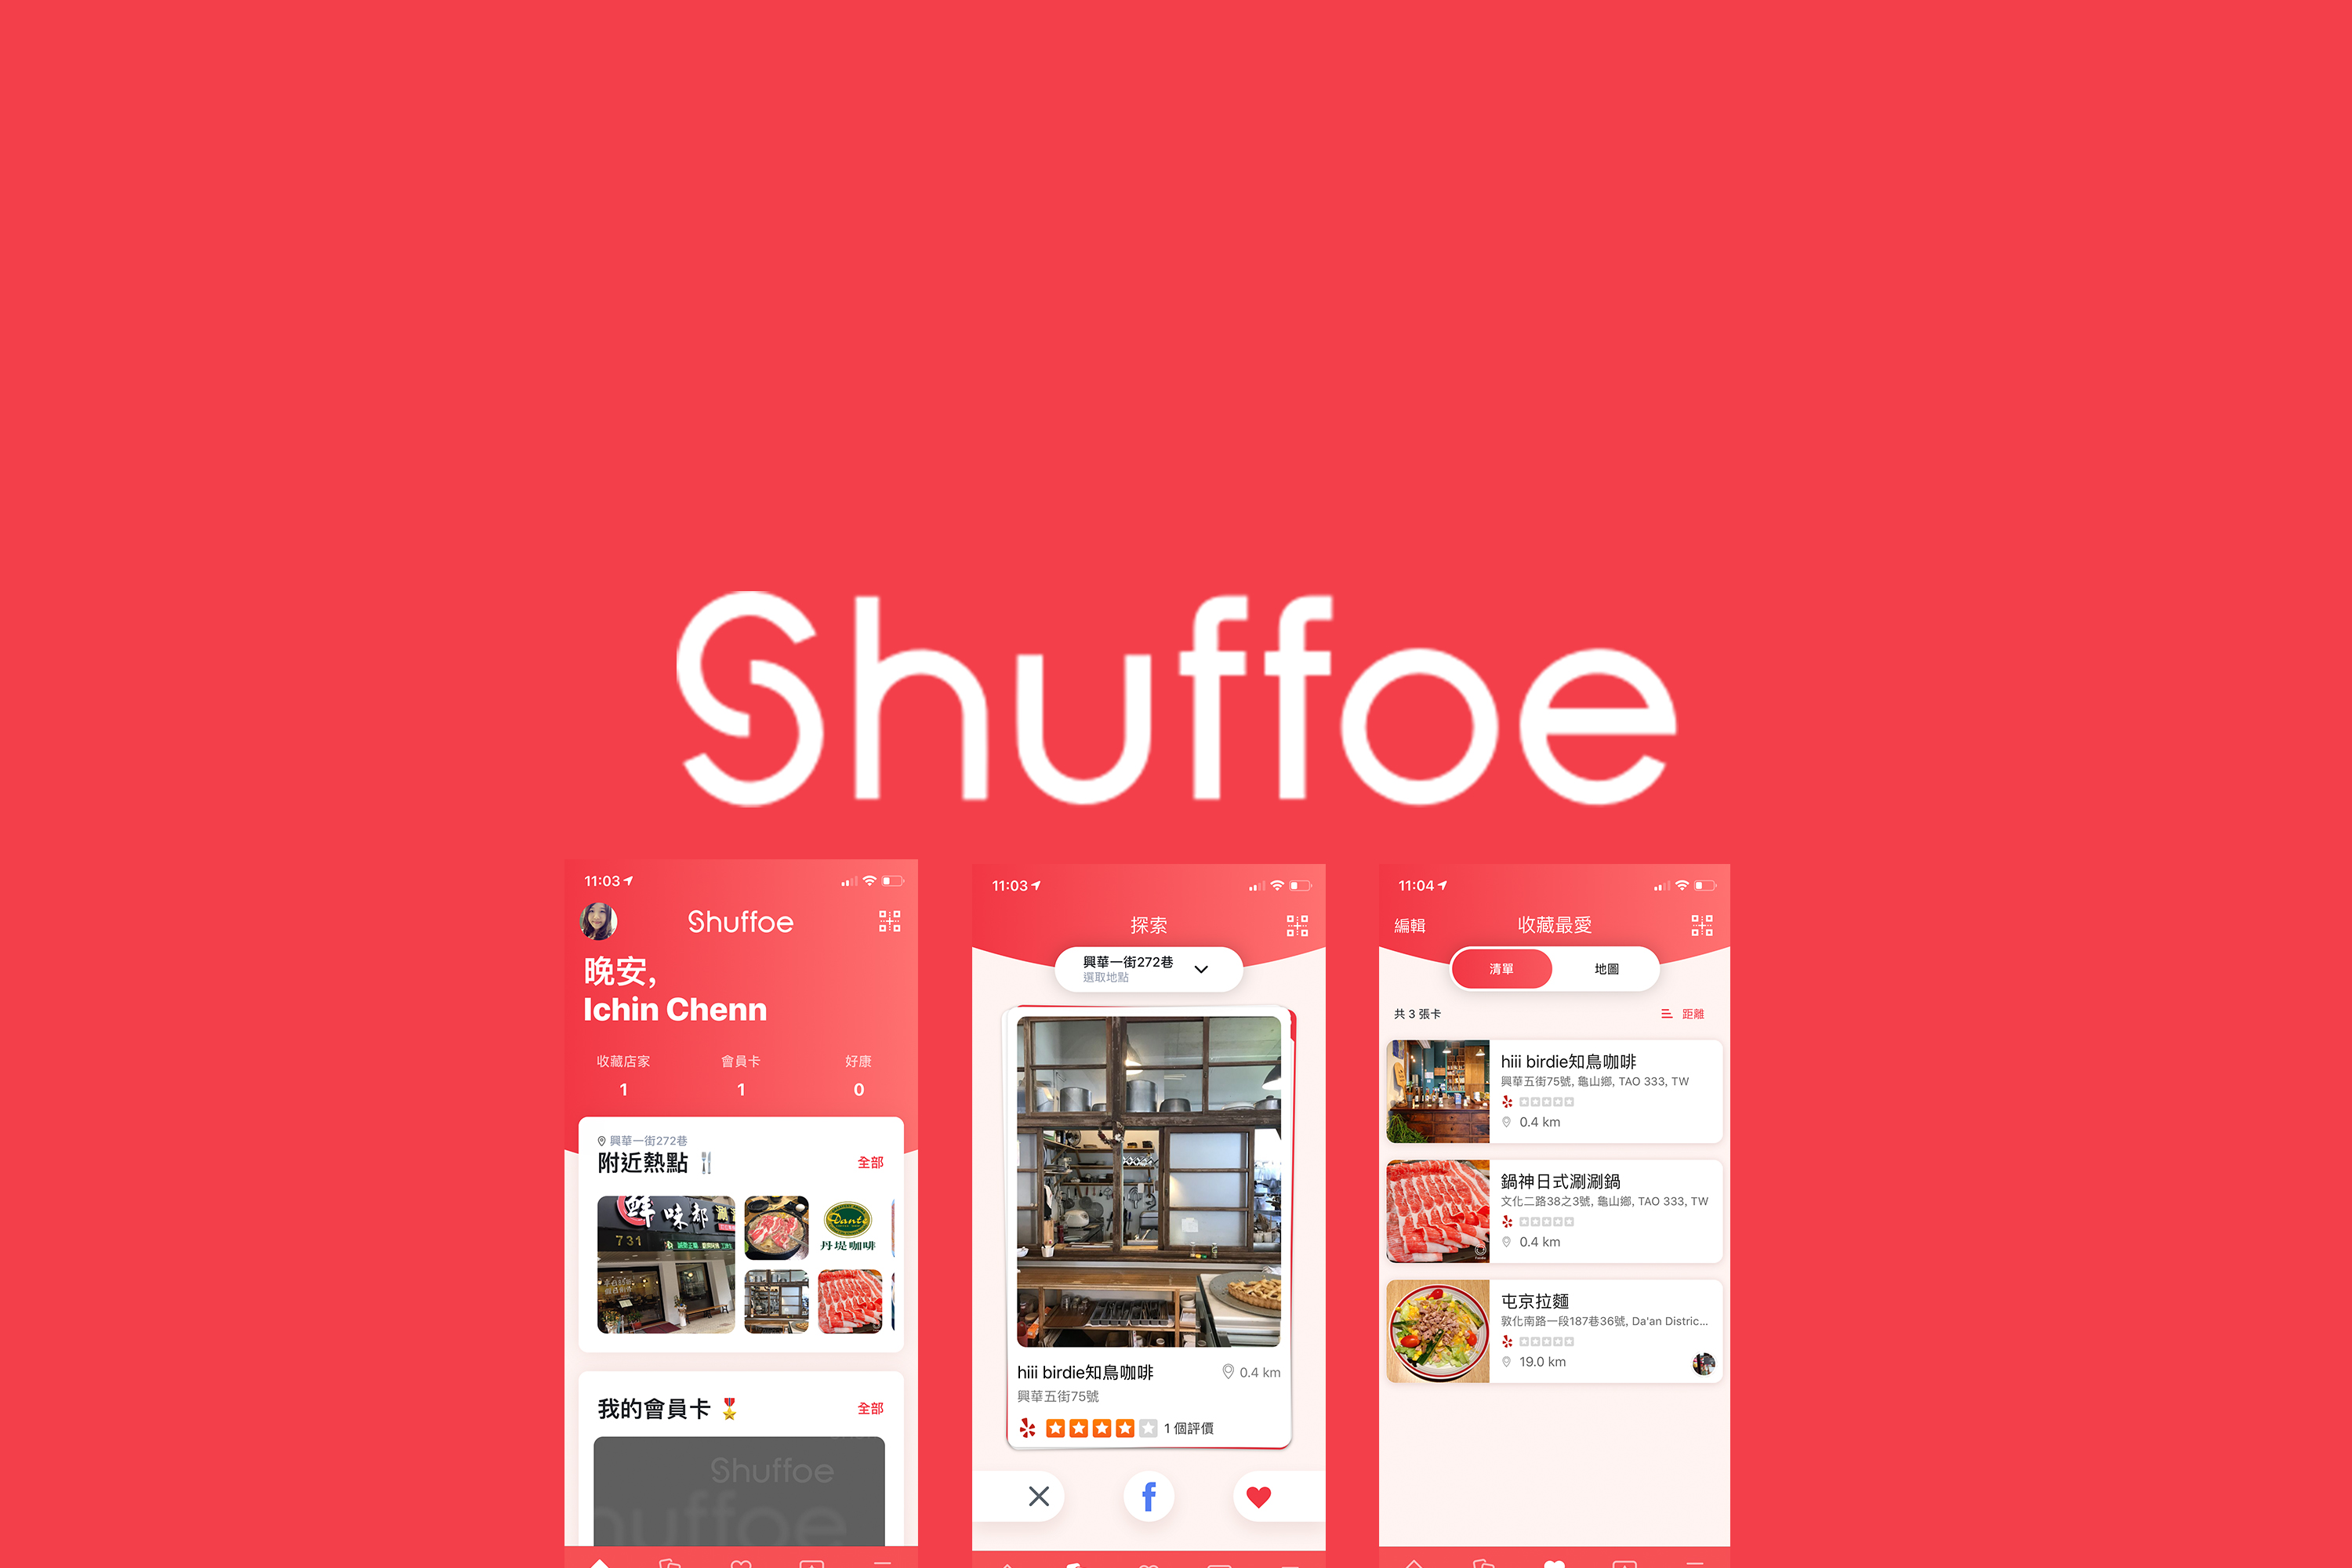 Shuffoe
11:03
Shuffoe
晚安,
Ichin Chenn
收藏店家 會員卡 好康
1 1 0
興華一街272巷
附近熱點 全部
鮮味都
731
Dante
丹堤咖啡
我的會員卡 全部
Shuffoe
huffoe
11:03
探索
興華一街272巷
選取地點
hiii birdie知鳥咖啡 0.4 km
興華五街75號
1 個評價
11:04
編輯 收藏最愛
清單 地圖
共 3 張卡 距離
hiii birdie知鳥咖啡
興華五街75號, 龜山鄉, TAO 333, TW
0.4 km
鍋神日式涮涮鍋
文化二路38之3號, 龜山鄉, TAO 333, TW
0.4 km
屯京拉麵
敦化南路一段187巷36號, Da'an Distric...
19.0 km